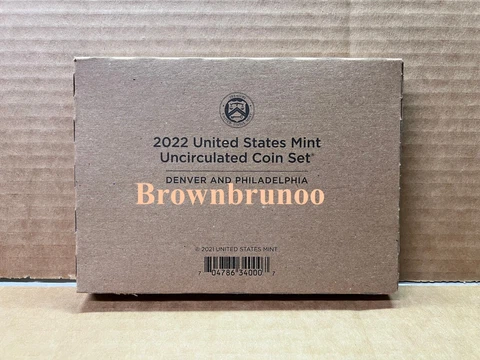 2022 United States Mint
Uncirculated Coin Set®
DENVER AND PHILADELPHIA
Brownbrunoo
© 2021 UNITED STATES MINT
7 04786 34000 7